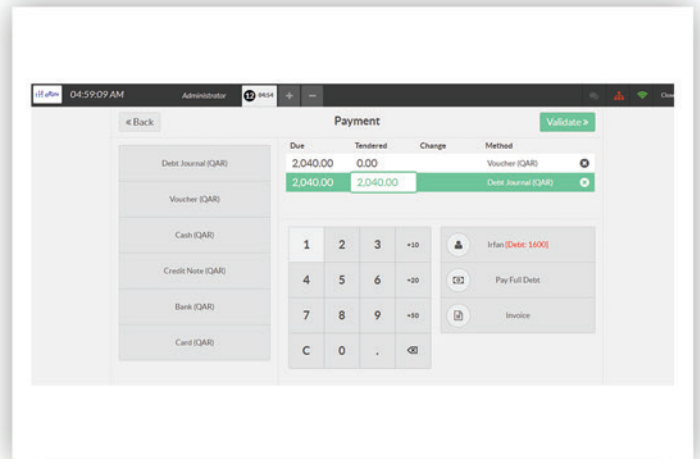 04:59:09 AM
Administrator
12 04:54
+ −
« Back
Payment
Validate »
Debt Journal (QAR)
Voucher (QAR)
Cash (QAR)
Credit Note (QAR)
Bank (QAR)
Card (QAR)
Due Tendered Change Method
2,040.00 0.00 Voucher (QAR)
2,040.00 2,040.00 Debt Journal (QAR)
1 2 3 +10
4 5 6 +20
7 8 9 +50
C 0 .
Irfan [Debt: 1600]
Pay Full Debt
Invoice